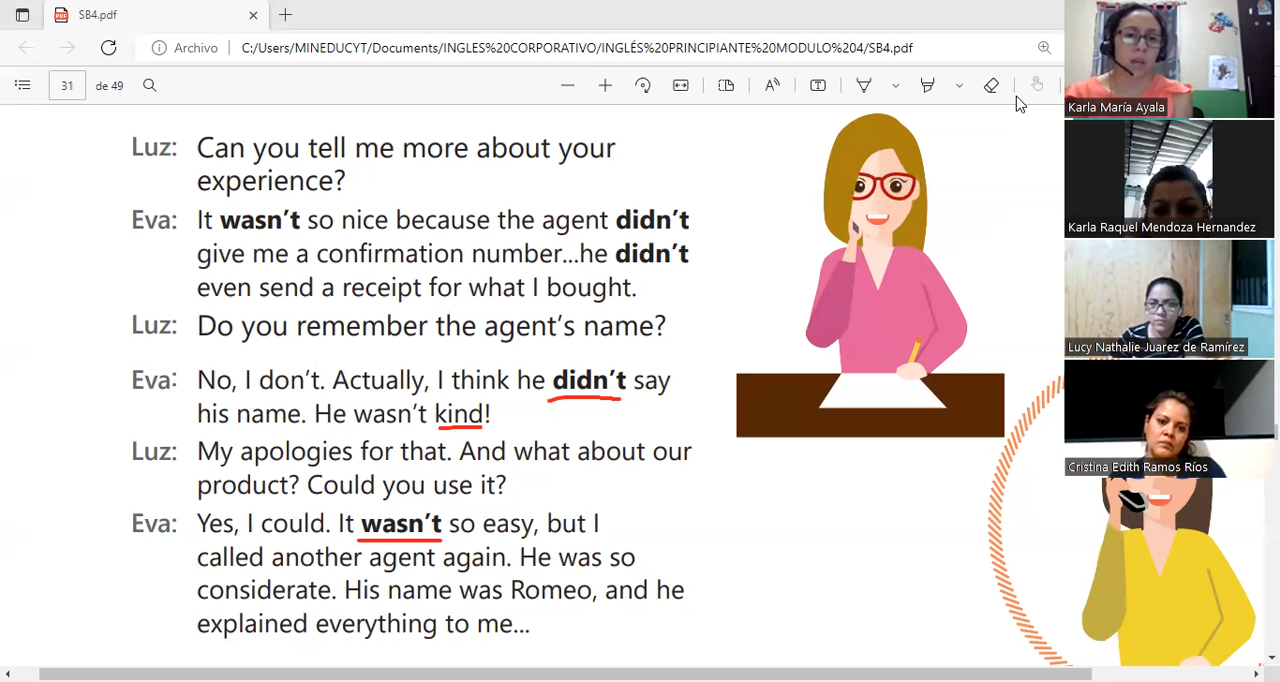 SB4.pdf
Archivo C:/Users/MINEDUCYT/Documents/INGLES%20CORPORATIVO/INGLÉS%20PRINCIPIANTE%20MODULO%204/SB4.pdf
31 de 49
Luz: Can you tell me more about your
experience?
Eva: It wasn't so nice because the agent didn't
give me a confirmation number...he didn't
even send a receipt for what I bought.
Luz: Do you remember the agent's name?
Eva: No, I don't. Actually, I think he didn't say
his name. He wasn't kind!
Luz: My apologies for that. And what about our
product? Could you use it?
Eva: Yes, I could. It wasn't so easy, but I
called another agent again. He was so
considerate. His name was Romeo, and he
explained everything to me...
Karla María Ayala
Karla Raquel Mendoza Hernandez
Lucy Nathalie Juarez de Ramírez
Cristina Edith Ramos Ríos